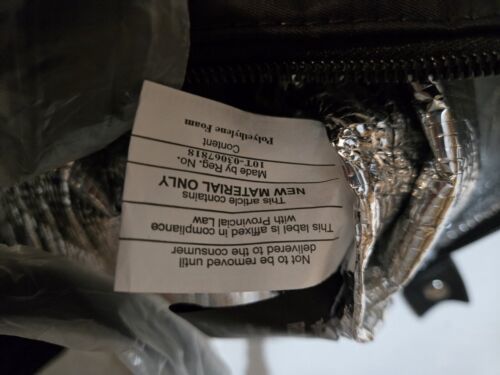 Not to be removed until
delivered to the consumer
This label is affixed in compliance
with Provincial Law
This article contains
NEW MATERIAL ONLY
Made by Reg. No.
10T-03067818
Content
Polyethylene Foam